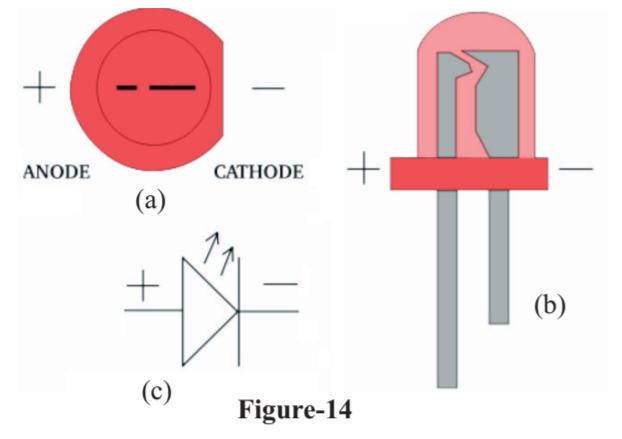 + −
ANODE CATHODE
(a)
+ −
(b)
+ −
(c)
Figure-14